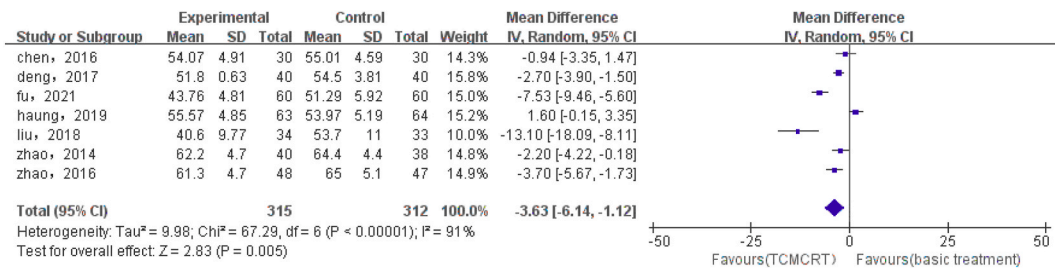 Experimental Control Mean Difference Mean Difference
Study or Subgroup Mean SD Total Mean SD Total Weight IV, Random, 95% CI IV, Random, 95% CI
chen，2016 54.07 4.91 30 55.01 4.59 30 14.3% -0.94 [-3.35, 1.47]
deng，2017 51.8 0.63 40 54.5 3.81 40 15.8% -2.70 [-3.90, -1.50]
fu，2021 43.76 4.81 60 51.29 5.92 60 15.0% -7.53 [-9.46, -5.60]
haung，2019 55.57 4.85 63 53.97 5.19 64 15.2% 1.60 [-0.15, 3.35]
liu，2018 40.6 9.77 34 53.7 11 33 10.0% -13.10 [-18.09, -8.11]
zhao，2014 62.2 4.7 40 64.4 4.4 38 14.8% -2.20 [-4.22, -0.18]
zhao，2016 61.3 4.7 48 65 5.1 47 14.9% -3.70 [-5.67, -1.73]
Total (95% CI) 315 312 100.0% -3.63 [-6.14, -1.12]
Heterogeneity: Tau² = 9.98; Chi² = 67.29, df = 6 (P < 0.00001); I² = 91%
Test for overall effect: Z = 2.83 (P = 0.005)
-50 -25 0 25 50
Favours(TCMCRT) Favours(basic treatment)